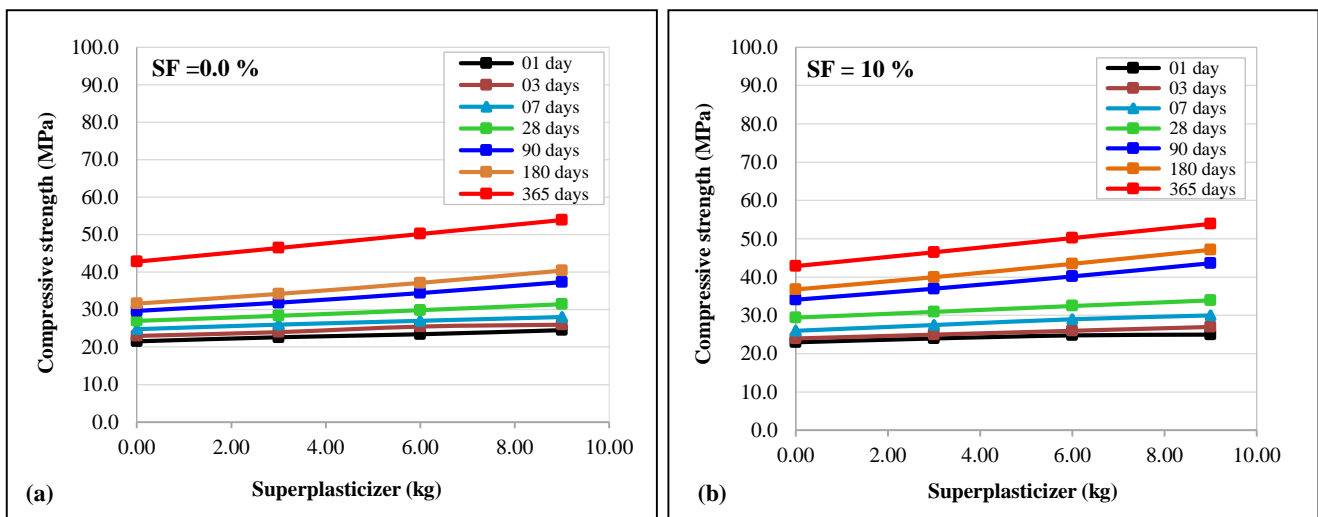 SF =0.0 %
01 day
03 days
07 days
28 days
90 days
180 days
365 days
100.0
90.0
80.0
70.0
60.0
50.0
40.0
30.0
20.0
10.0
0.0
Compressive strength (MPa)
0.00 2.00 4.00 6.00 8.00 10.00
Superplasticizer (kg)
(a)
SF = 10 %
01 day
03 days
07 days
28 days
90 days
180 days
365 days
100.0
90.0
80.0
70.0
60.0
50.0
40.0
30.0
20.0
10.0
0.0
Compressive strength (MPa)
0.00 2.00 4.00 6.00 8.00 10.00
Superplasticizer (kg)
(b)